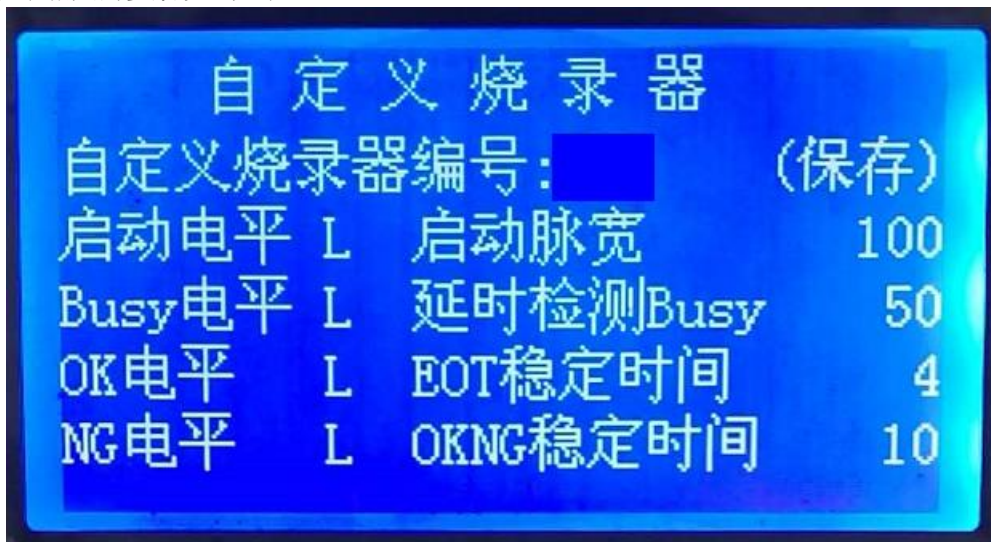 自定义烧录器
自定义烧录器编号: (保存)
启动电平 L 启动脉宽 100
Busy电平 L 延时检测Busy 50
OK电平 L EOT稳定时间 4
NG电平 L OKNG稳定时间 10